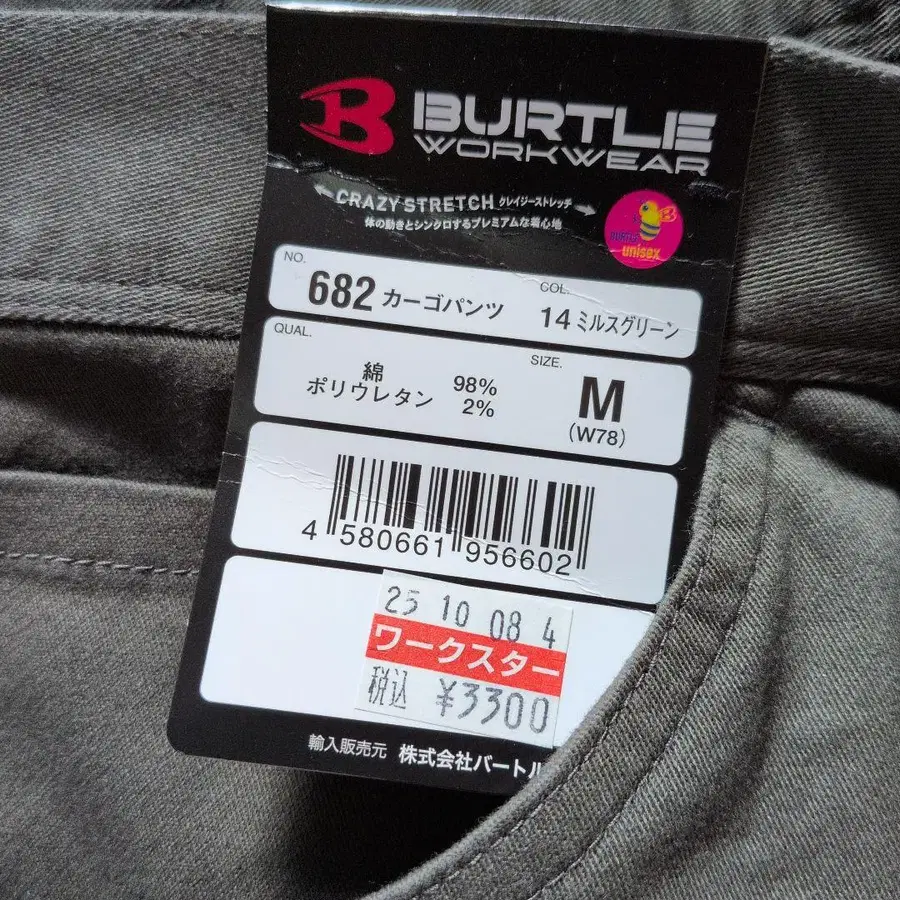 B BURTLE
WORKWEAR
CRAZY STRETCH クレイジーストレッチ
体の動きとシンクロするプレミアムな着心地
BURTLE
unisex
NO.
682 カーゴパンツ
COL.
14 ミルスグリーン
QUAL.
綿 98%
ポリウレタン 2%
SIZE.
M
(W78)
4 580661 956602
25 10 08 4
ワークスター
税込 ¥3300
輸入販売元 株式会社バートル